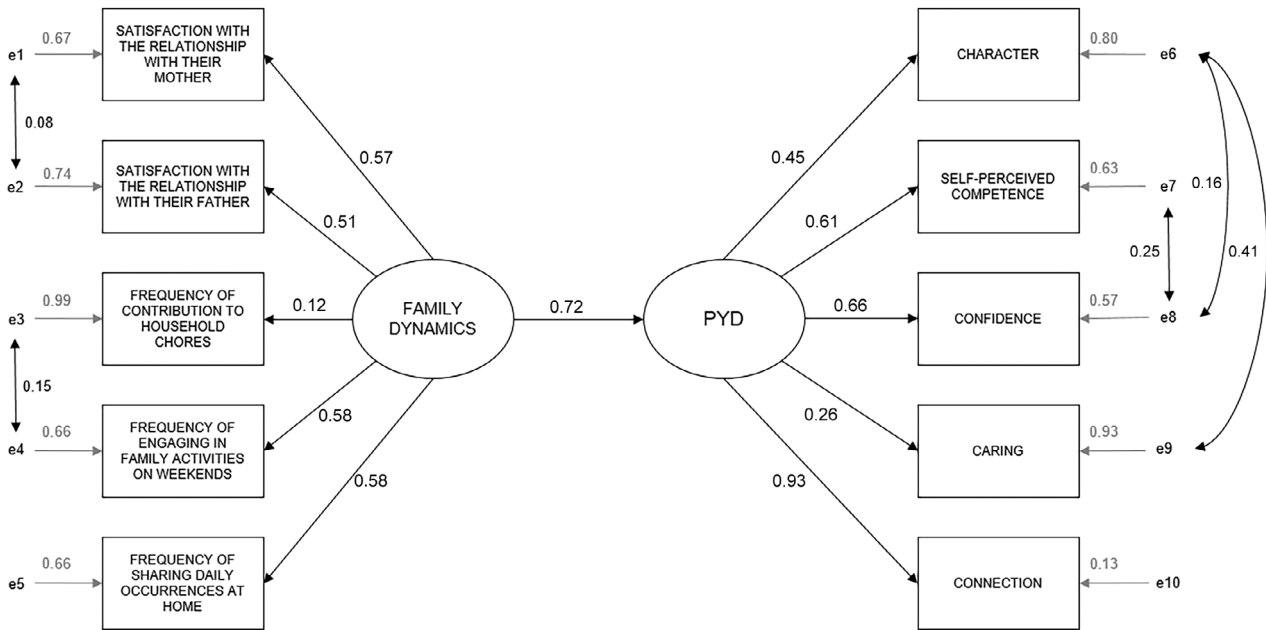 e1
0.67
SATISFACTION WITH
THE RELATIONSHIP
WITH THEIR
MOTHER
0.08
e2
0.74
SATISFACTION WITH
THE RELATIONSHIP
WITH THEIR FATHER
e3
0.99
FREQUENCY OF
CONTRIBUTION TO
HOUSEHOLD
CHORES
0.15
e4
0.66
FREQUENCY OF
ENGAGING IN
FAMILY ACTIVITIES
ON WEEKENDS
e5
0.66
FREQUENCY OF
SHARING DAILY
OCCURRENCES AT
HOME
0.57
0.51
0.12
0.58
0.58
FAMILY
DYNAMICS
0.72
PYD
0.45
0.61
0.66
0.26
0.93
CHARACTER
0.80
e6
SELF-PERCEIVED
COMPETENCE
0.63
e7
0.16
0.25
0.41
CONFIDENCE
0.57
e8
CARING
0.93
e9
CONNECTION
0.13
e10